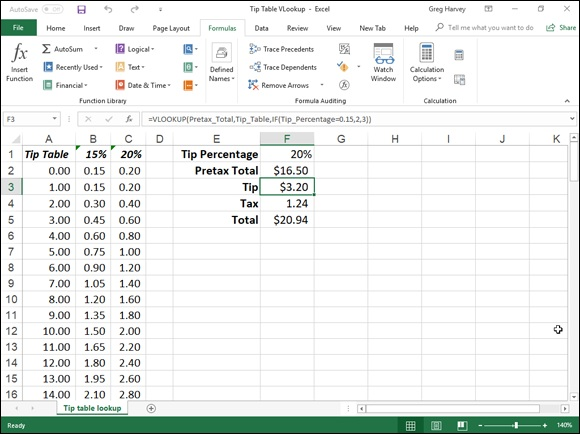 AutoSave Off Tip Table VLookup - Excel Greg Harvey
File Home Insert Draw Page Layout Formulas Data Review View New Tab Help Tell me what you want to do Share
Insert Function
AutoSum
Recently Used
Financial
Logical
Text
Date & Time
Function Library
Defined Names
Trace Precedents
Trace Dependents
Remove Arrows
Formula Auditing
Watch Window
Calculation Options
Calculation
F3 fx =VLOOKUP(Pretax_Total,Tip_Table,IF(Tip_Percentage=0.15,2,3))
A B C D E F G H I J K
1 Tip Table 15% 20% Tip Percentage 20%
2 0.00 0.15 0.20 Pretax Total $16.50
3 1.00 0.15 0.20 Tip $3.20
4 2.00 0.30 0.40 Tax 1.24
5 3.00 0.45 0.60 Total $20.94
6 4.00 0.60 0.80
7 5.00 0.75 1.00
8 6.00 0.90 1.20
9 7.00 1.05 1.40
10 8.00 1.20 1.60
11 9.00 1.35 1.80
12 10.00 1.50 2.00
13 11.00 1.65 2.20
14 12.00 1.80 2.40
15 13.00 1.95 2.60
16 14.00 2.10 2.80
Tip table lookup
Ready 140%